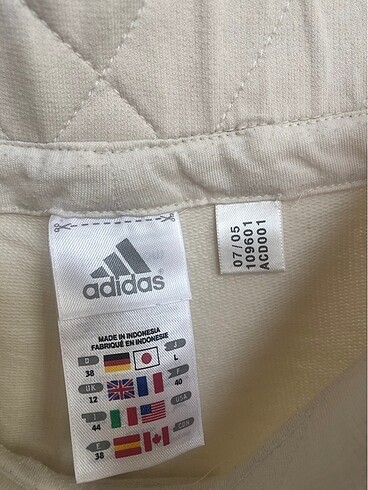 adidas
MADE IN INDONESIA
FABRIQUÉ EN INDONESIE
D J
38 L
UK F
12 40
I USA
44
E CDN
38
07/05
109601
ACD001